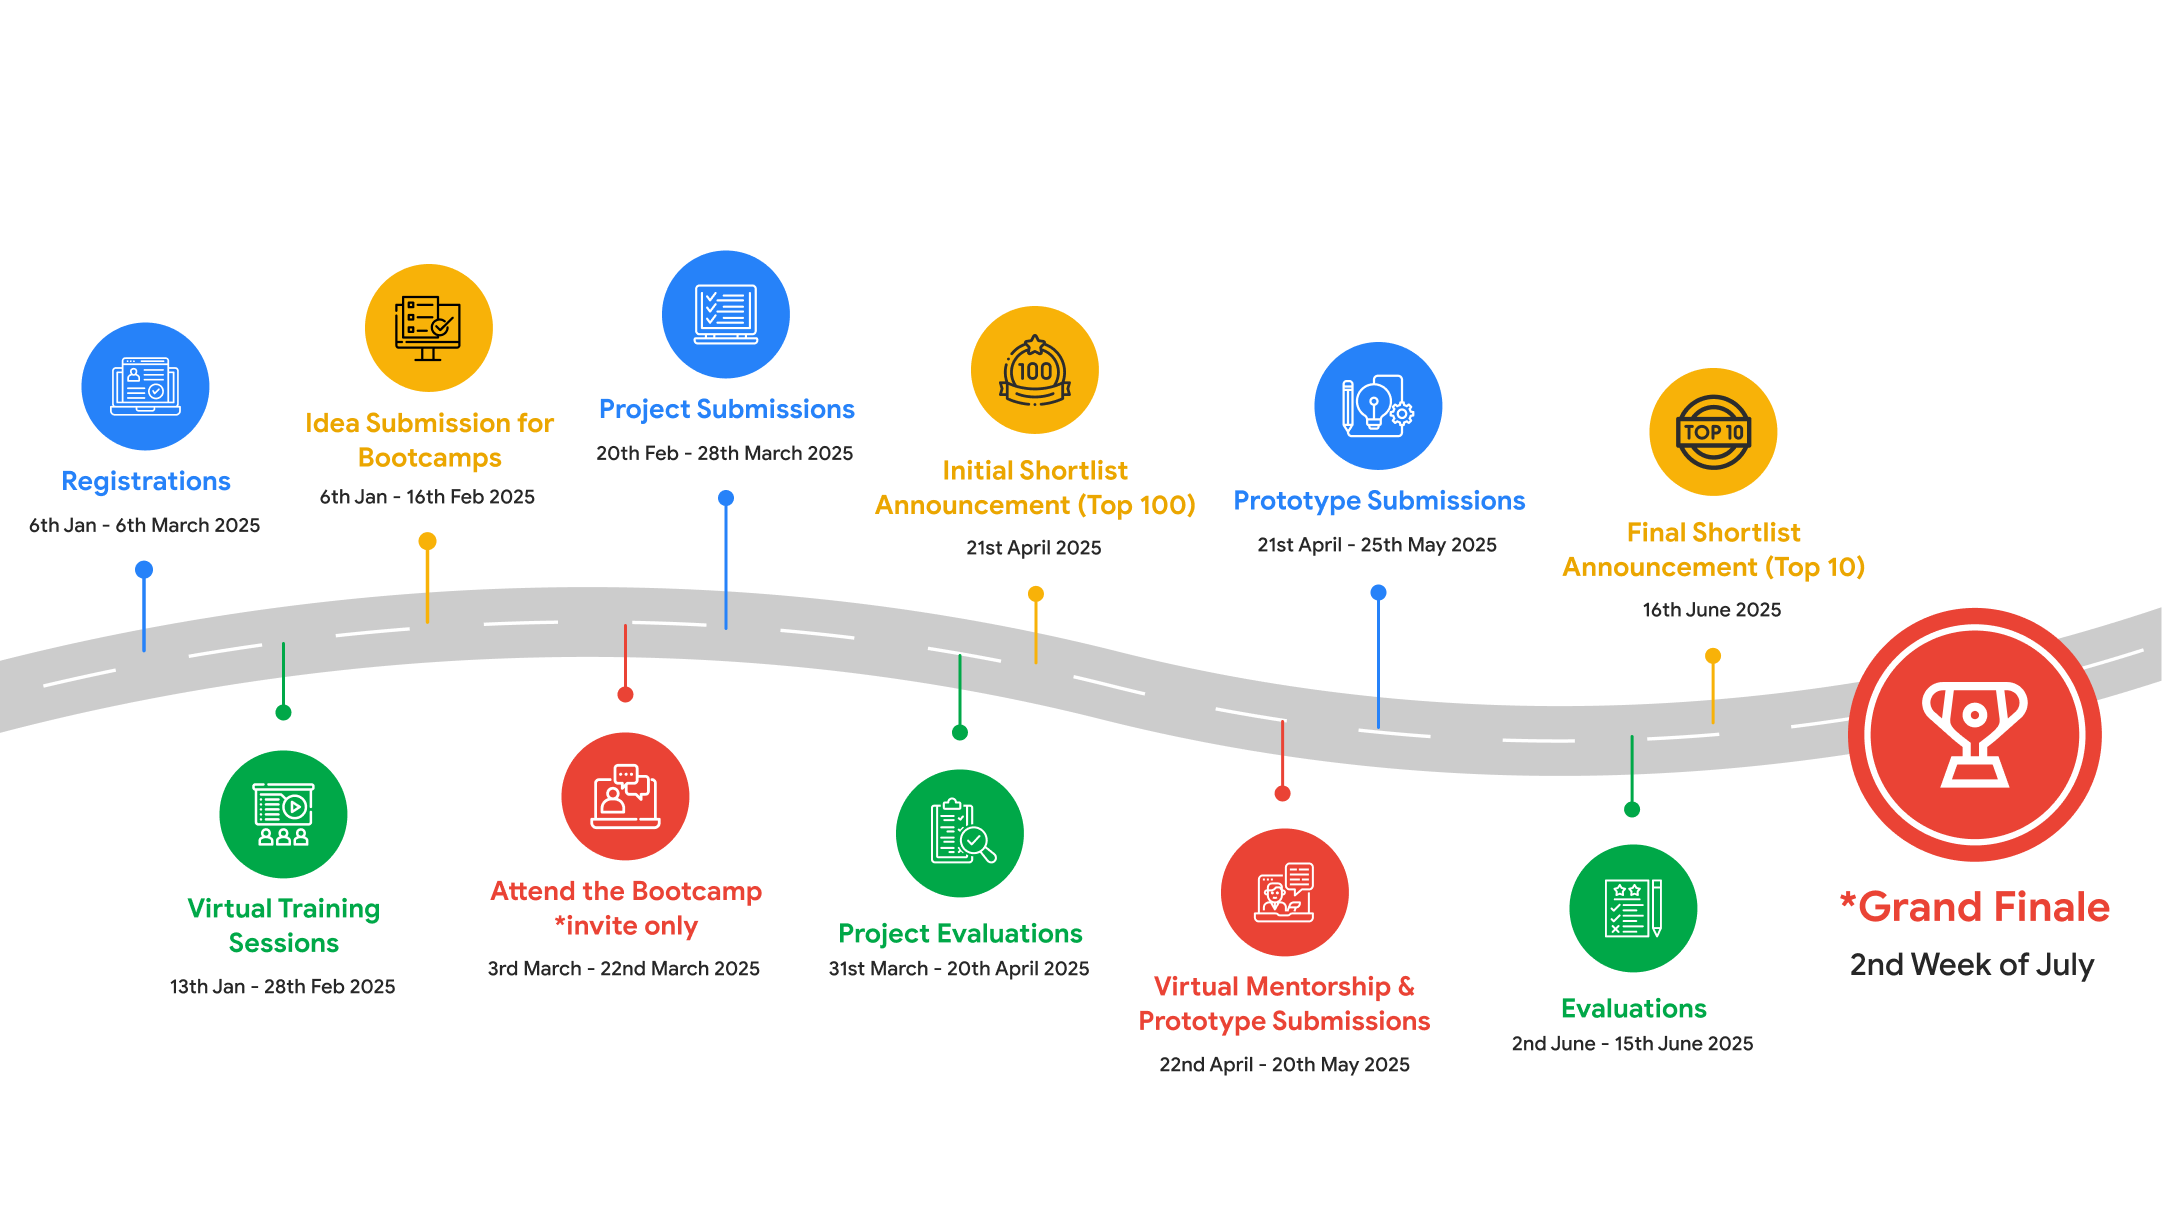 Registrations
6th Jan - 6th March 2025
Virtual Training
Sessions
13th Jan - 28th Feb 2025
Idea Submission for
Bootcamps
6th Jan - 16th Feb 2025
Attend the Bootcamp
*invite only
3rd March - 22nd March 2025
Project Submissions
20th Feb - 28th March 2025
Project Evaluations
31st March - 20th April 2025
100
Initial Shortlist
Announcement (Top 100)
21st April 2025
Virtual Mentorship &
Prototype Submissions
22nd April - 20th May 2025
Prototype Submissions
21st April - 25th May 2025
Evaluations
2nd June - 15th June 2025
TOP 10
Final Shortlist
Announcement (Top 10)
16th June 2025
*Grand Finale
2nd Week of July